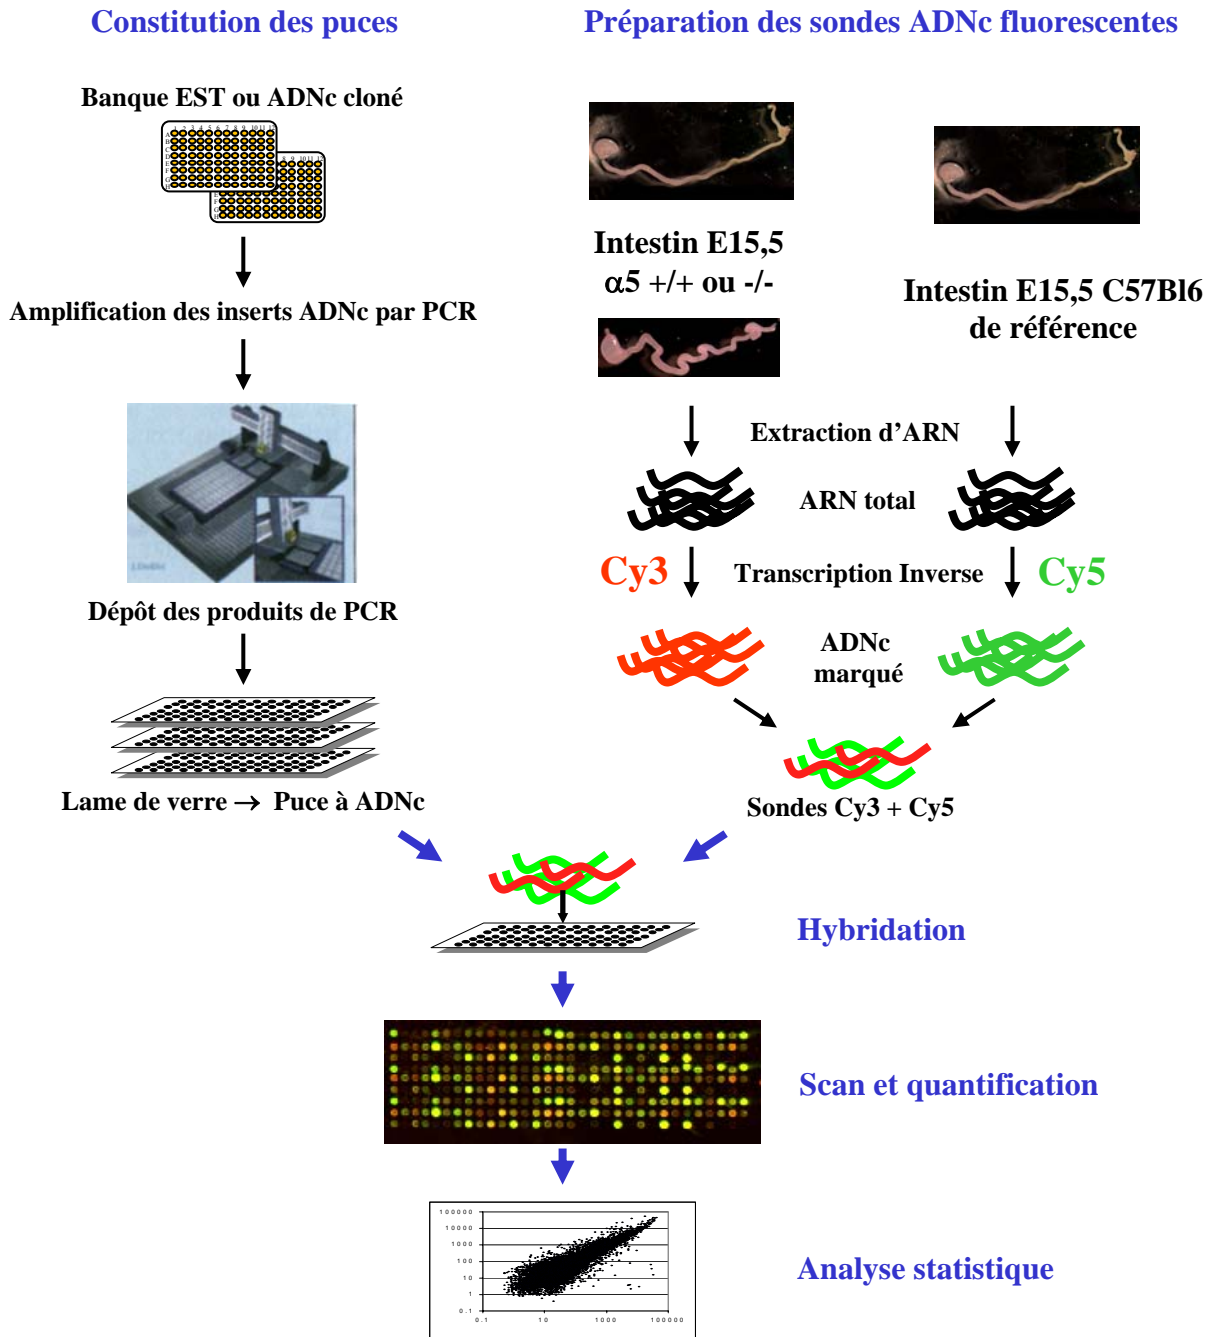 Constitution des puces
Préparation des sondes ADNc fluorescentes
Banque EST ou ADNc cloné
Amplification des inserts ADNc par PCR
Dépôt des produits de PCR
Lame de verre → Puce à ADNc
Intestin E15,5
α5 +/+ ou -/-
Intestin E15,5 C57Bl6
de référence
Extraction d’ARN
ARN total
Cy3
Transcription Inverse
Cy5
ADNc
marqué
Sondes Cy3 + Cy5
Hybridation
Scan et quantification
Analyse statistique
100000
10000
1000
100
10
1
0.1
0.1 10 1000 100000